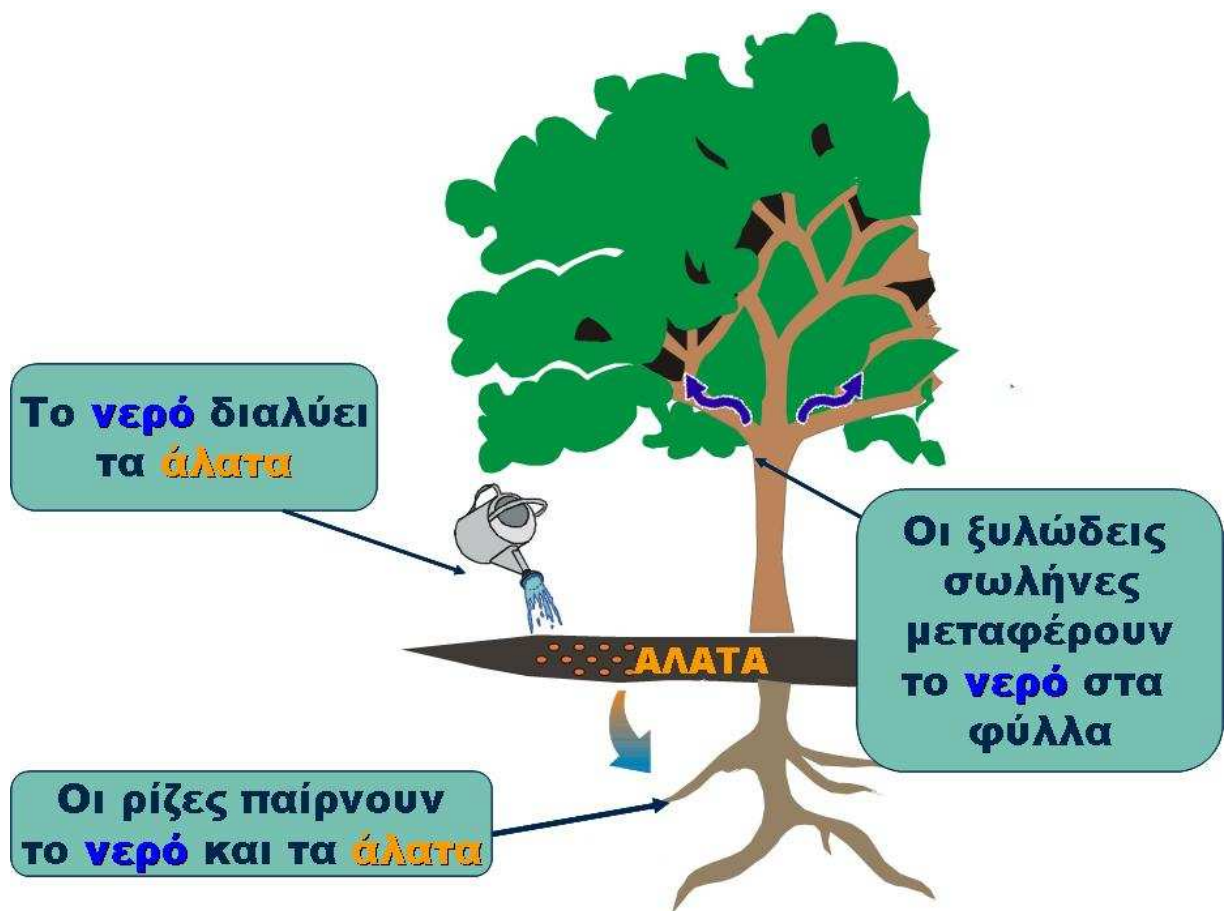 Το νερό διαλύει
τα άλατα
ΑΛΑΤΑ
Οι ξυλώδεις
σωλήνες
μεταφέρουν
το νερό στα
φύλλα
Οι ρίζες παίρνουν
το νερό και τα άλατα